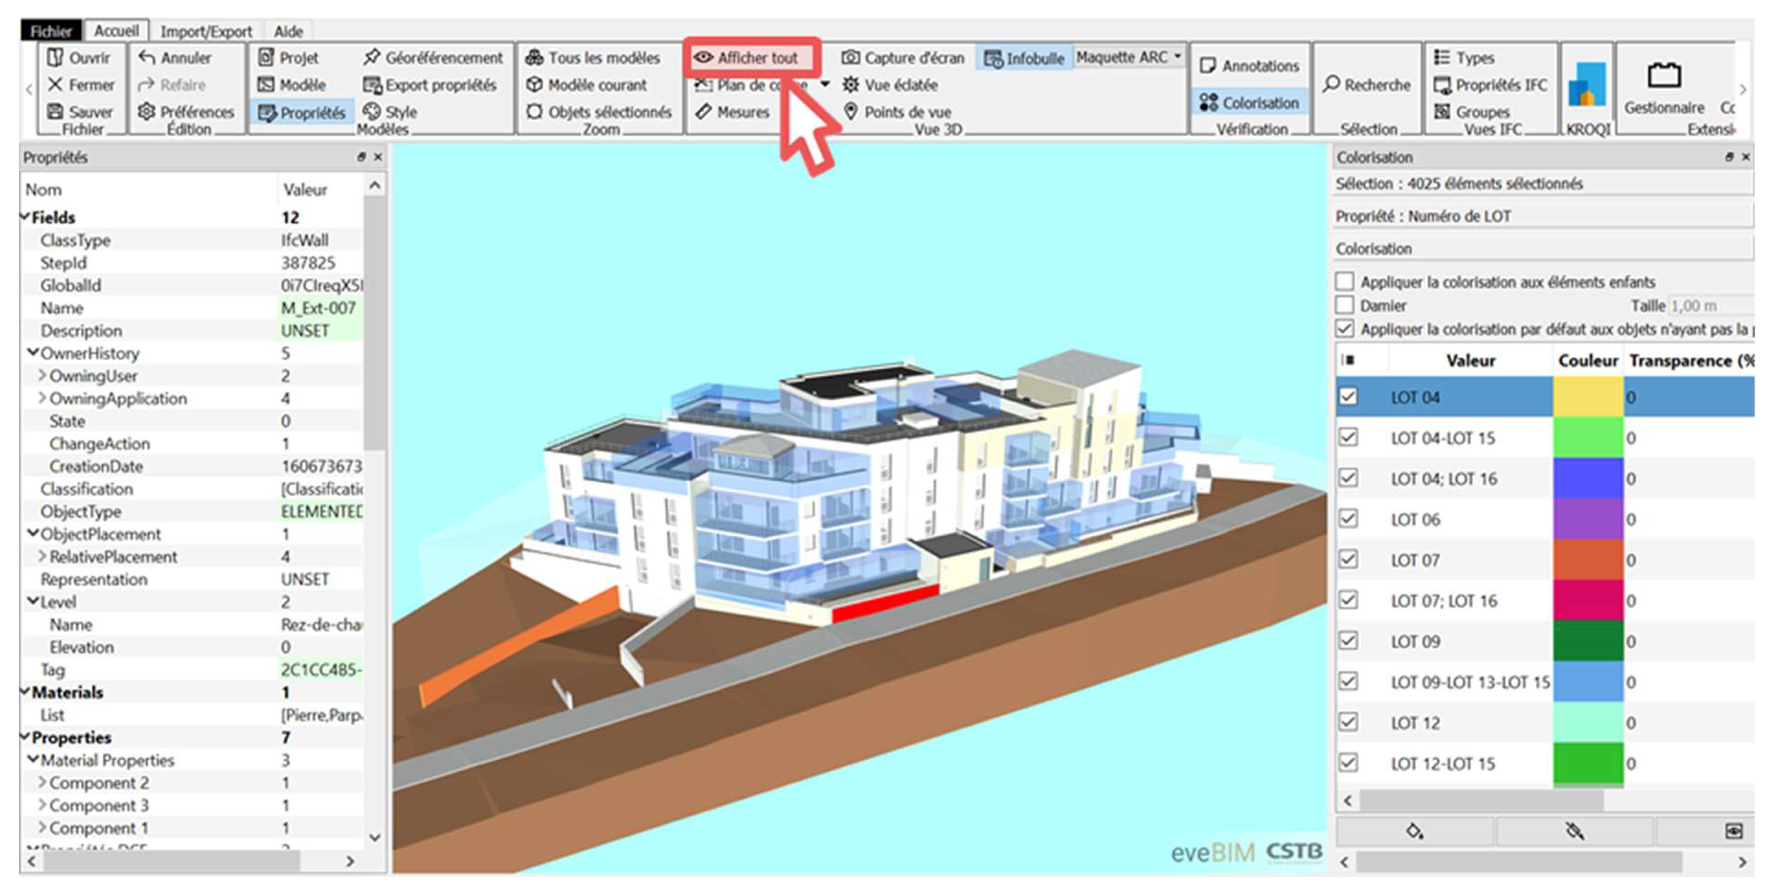 Fichier Accueil Import/Export Aide
Ouvrir Annuler Projet Géoréférencement Tous les modèles Afficher tout Capture d'écran Infobulle Maquette ARC Annotations Types
Fermer Refaire Modèle Export propriétés Modèle courant Plan de Vue éclatée Recherche Propriétés IFC
Sauver Préférences Propriétés Style Objets sélectionnés Mesures Points de vue Colorisation Groupes Gestionnaire
Fichier Édition Modèles Zoom Vue 3D Vérification Sélection Vues IFC KROQI Extensi
Propriétés
Nom Valeur
Fields 12
ClassType IfcWall
StepId 387825
GlobalId 0i7CIreqX5
Name M_Ext-007
Description UNSET
OwnerHistory 5
OwningUser 2
OwningApplication 4
State 0
ChangeAction 1
CreationDate 160673673
Classification [Classificatio
ObjectType ELEMENTED
ObjectPlacement 1
RelativePlacement 4
Representation UNSET
Level 2
Name Rez-de-cha
Elevation 0
Tag 2C1CC4B5-
Materials 1
List [Pierre,Parp
Properties 7
Material Properties 3
Component 2 1
Component 3 1
Component 1 1
eveBIM CSTB
Colorisation
Sélection : 4025 éléments sélectionnés
Propriété : Numéro de LOT
Colorisation
Appliquer la colorisation aux éléments enfants
Damier Taille 1,00 m
Appliquer la colorisation par défaut aux objets n'ayant pas la
Valeur Couleur Transparence (%
LOT 04 0
LOT 04-LOT 15 0
LOT 04; LOT 16 0
LOT 06 0
LOT 07 0
LOT 07; LOT 16 0
LOT 09 0
LOT 09-LOT 13-LOT 15 0
LOT 12 0
LOT 12-LOT 15 0